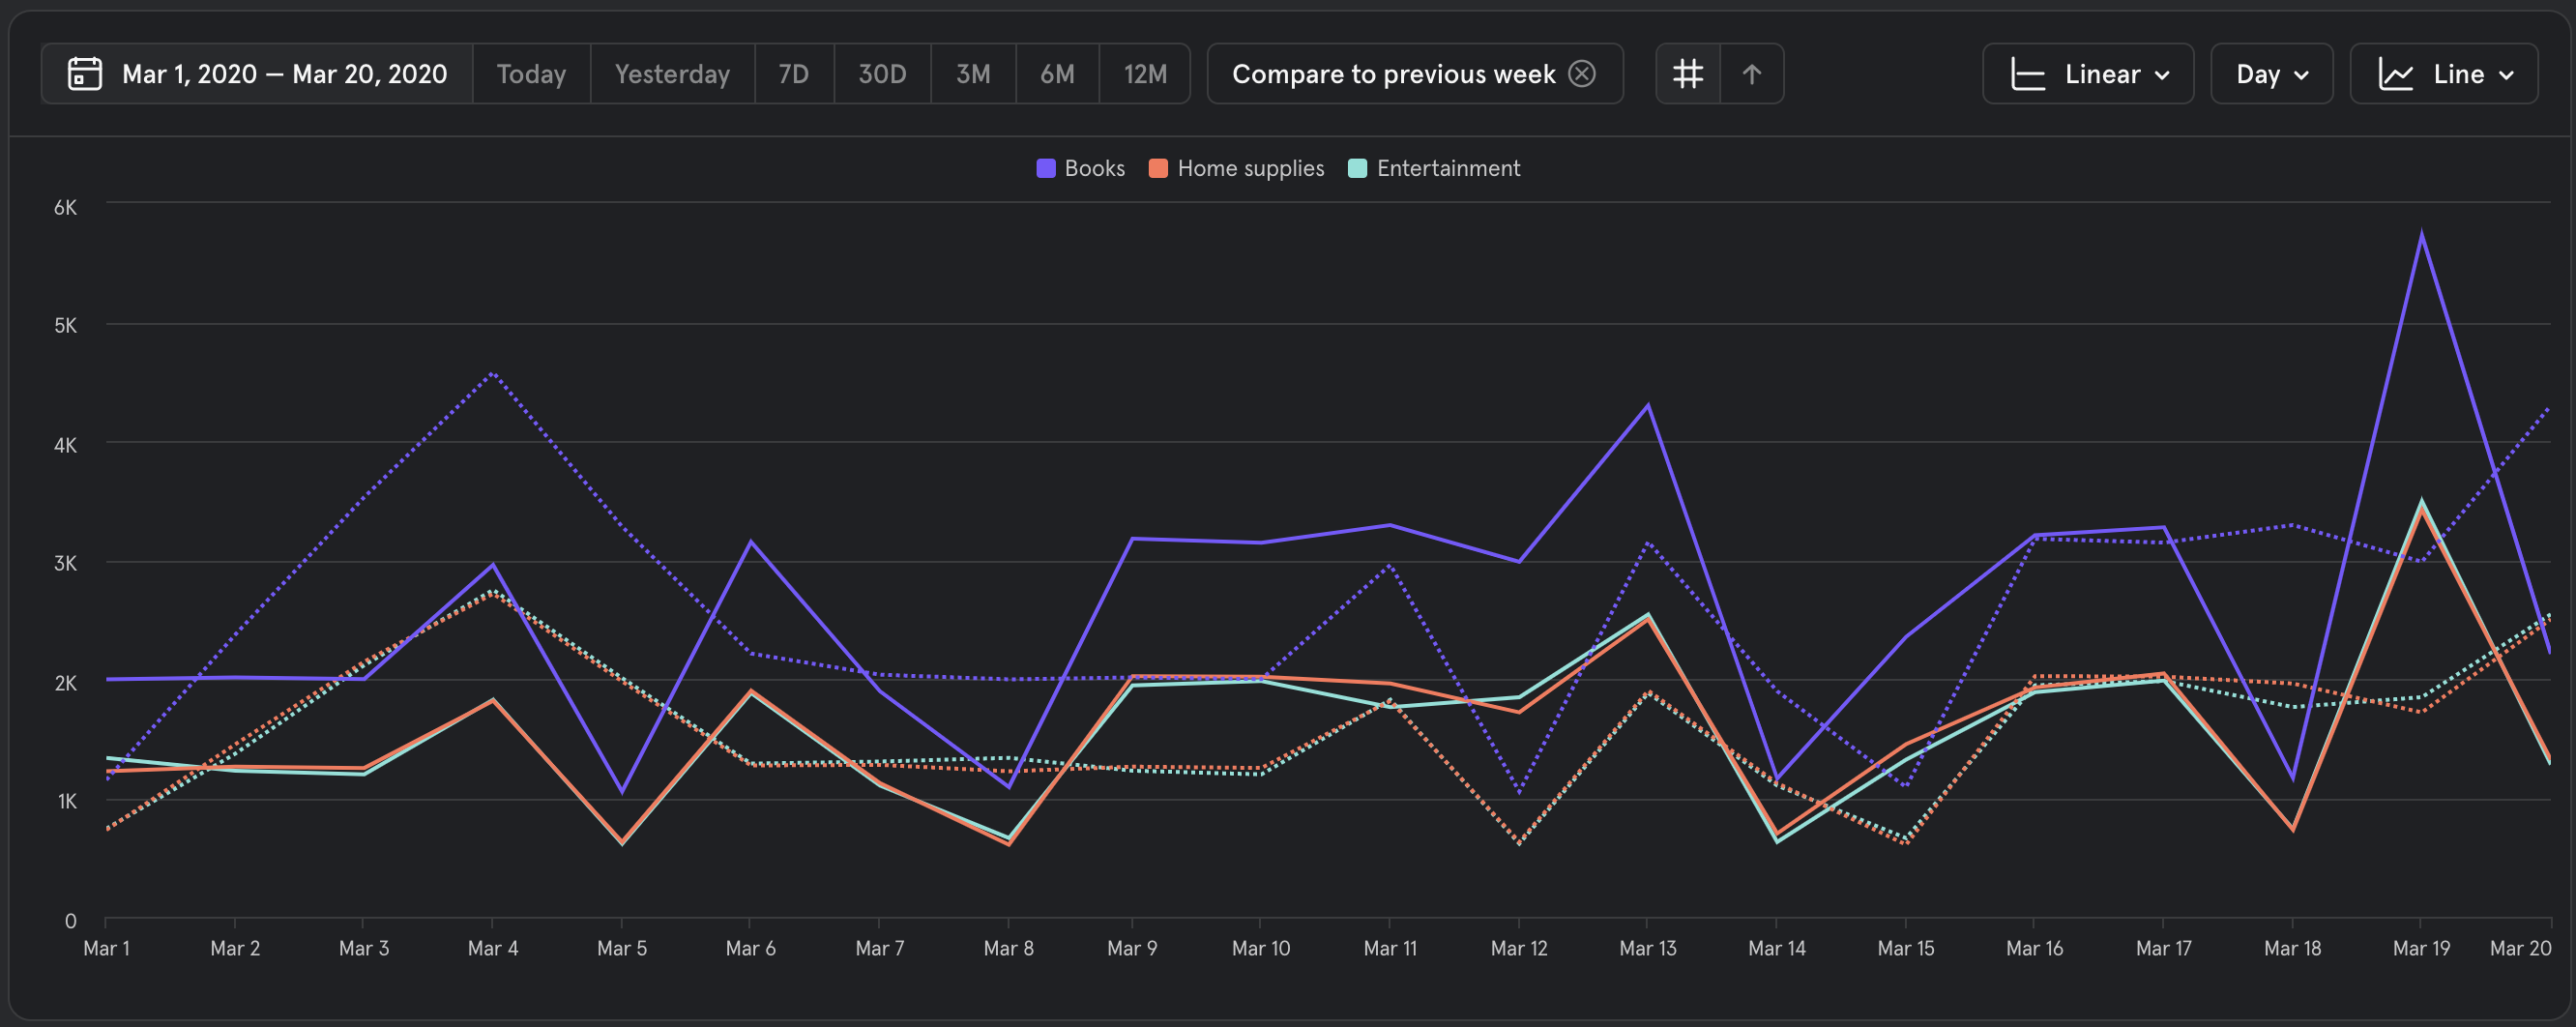 Mar 1, 2020 – Mar 20, 2020 Today Yesterday 7D 30D 3M 6M 12M Compare to previous week Linear Day Line
Books Home supplies Entertainment
6K
5K
4K
3K
2K
1K
0
Mar 1 Mar 2 Mar 3 Mar 4 Mar 5 Mar 6 Mar 7 Mar 8 Mar 9 Mar 10 Mar 11 Mar 12 Mar 13 Mar 14 Mar 15 Mar 16 Mar 17 Mar 18 Mar 19 Mar 20